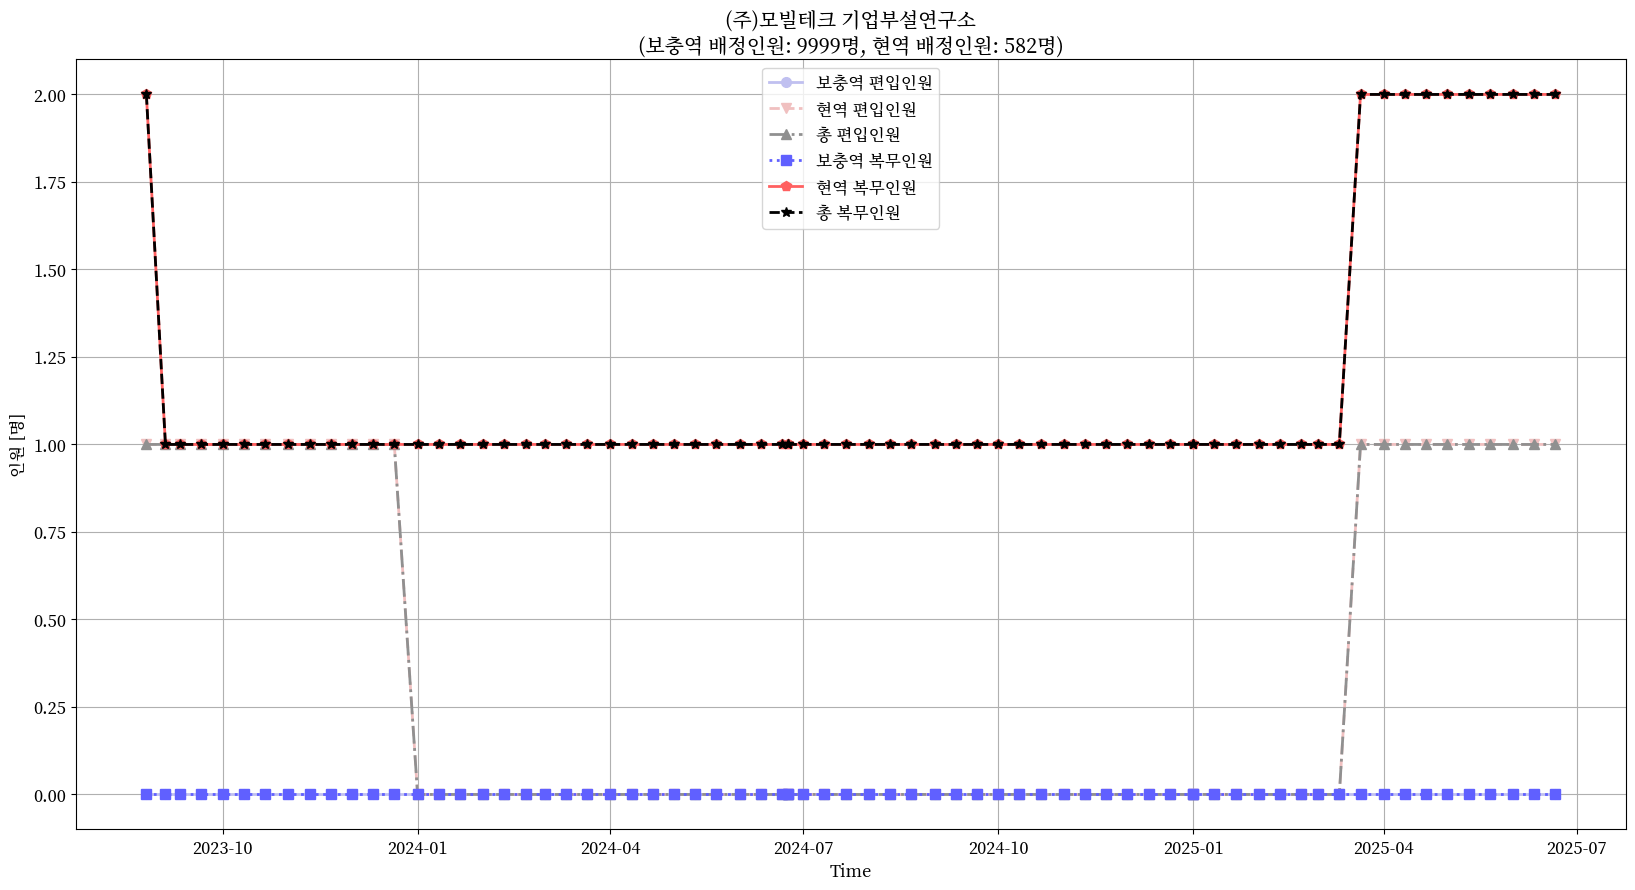 (주)모빌테크 기업부설연구소
(보충역 배정인원: 9999명, 현역 배정인원: 582명)
보충역 편입인원
현역 편입인원
총 편입인원
보충역 복무인원
현역 복무인원
총 복무인원
인원 [명]
2.00
1.75
1.50
1.25
1.00
0.75
0.50
0.25
0.00
2023-10
2024-01
2024-04
2024-07
2024-10
2025-01
2025-04
2025-07
Time